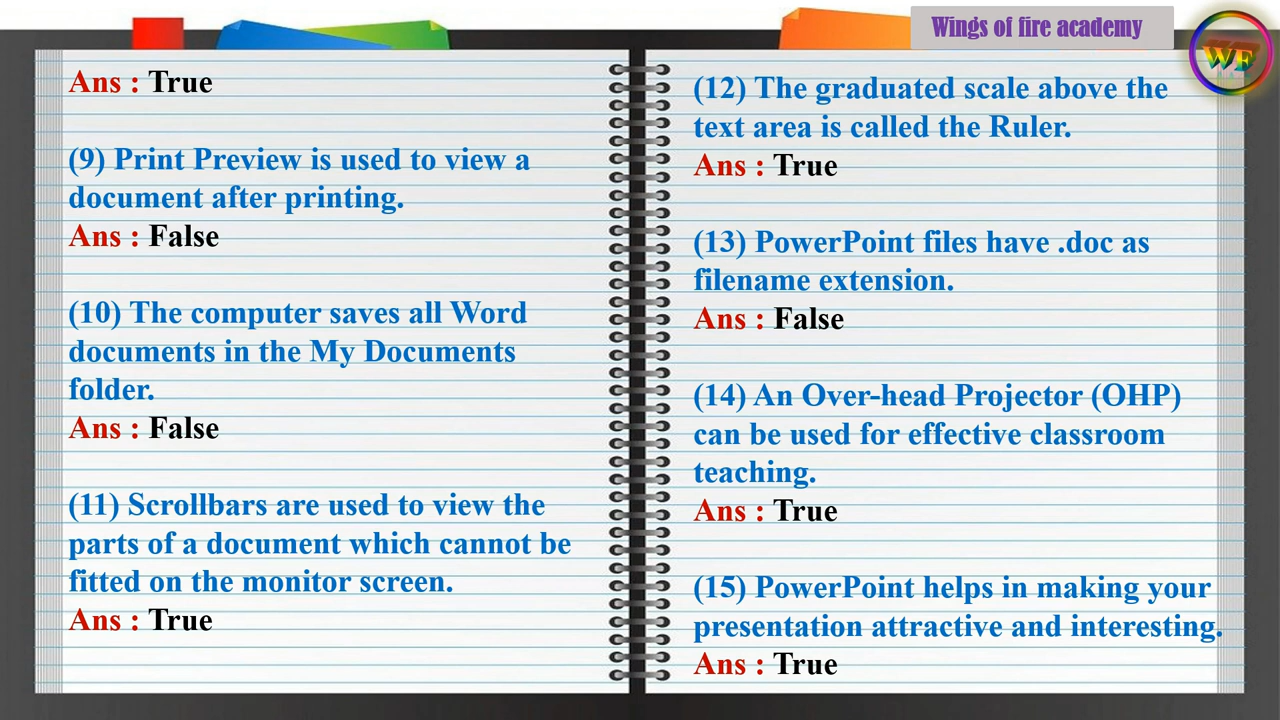 Wings of fire academy
WF
Ans : True
(9) Print Preview is used to view a
document after printing.
Ans : False
(10) The computer saves all Word
documents in the My Documents
folder.
Ans : False
(11) Scrollbars are used to view the
parts of a document which cannot be
fitted on the monitor screen.
Ans : True
(12) The graduated scale above the
text area is called the Ruler.
Ans : True
(13) PowerPoint files have .doc as
filename extension.
Ans : False
(14) An Over-head Projector (OHP)
can be used for effective classroom
teaching.
Ans : True
(15) PowerPoint helps in making your
presentation attractive and interesting.
Ans : True